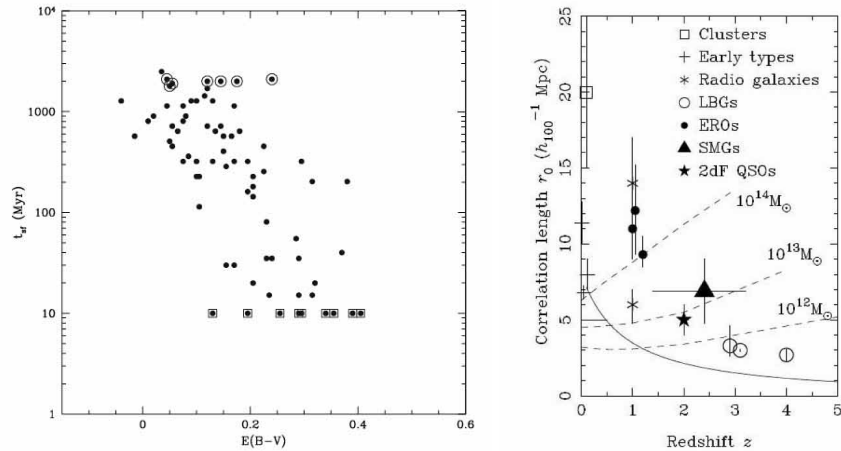 10⁴
1000
100
10
1
t_sf (Myr)
0
0.2
0.4
0.6
E(B−V)
25
20
15
10
5
0
Correlation length r₀ (h₁₀₀⁻¹ Mpc)
Clusters
Early types
Radio galaxies
LBGs
EROs
SMGs
2dF QSOs
10¹⁴M☉
10¹³M☉
10¹²M☉
0
1
2
3
4
5
Redshift z